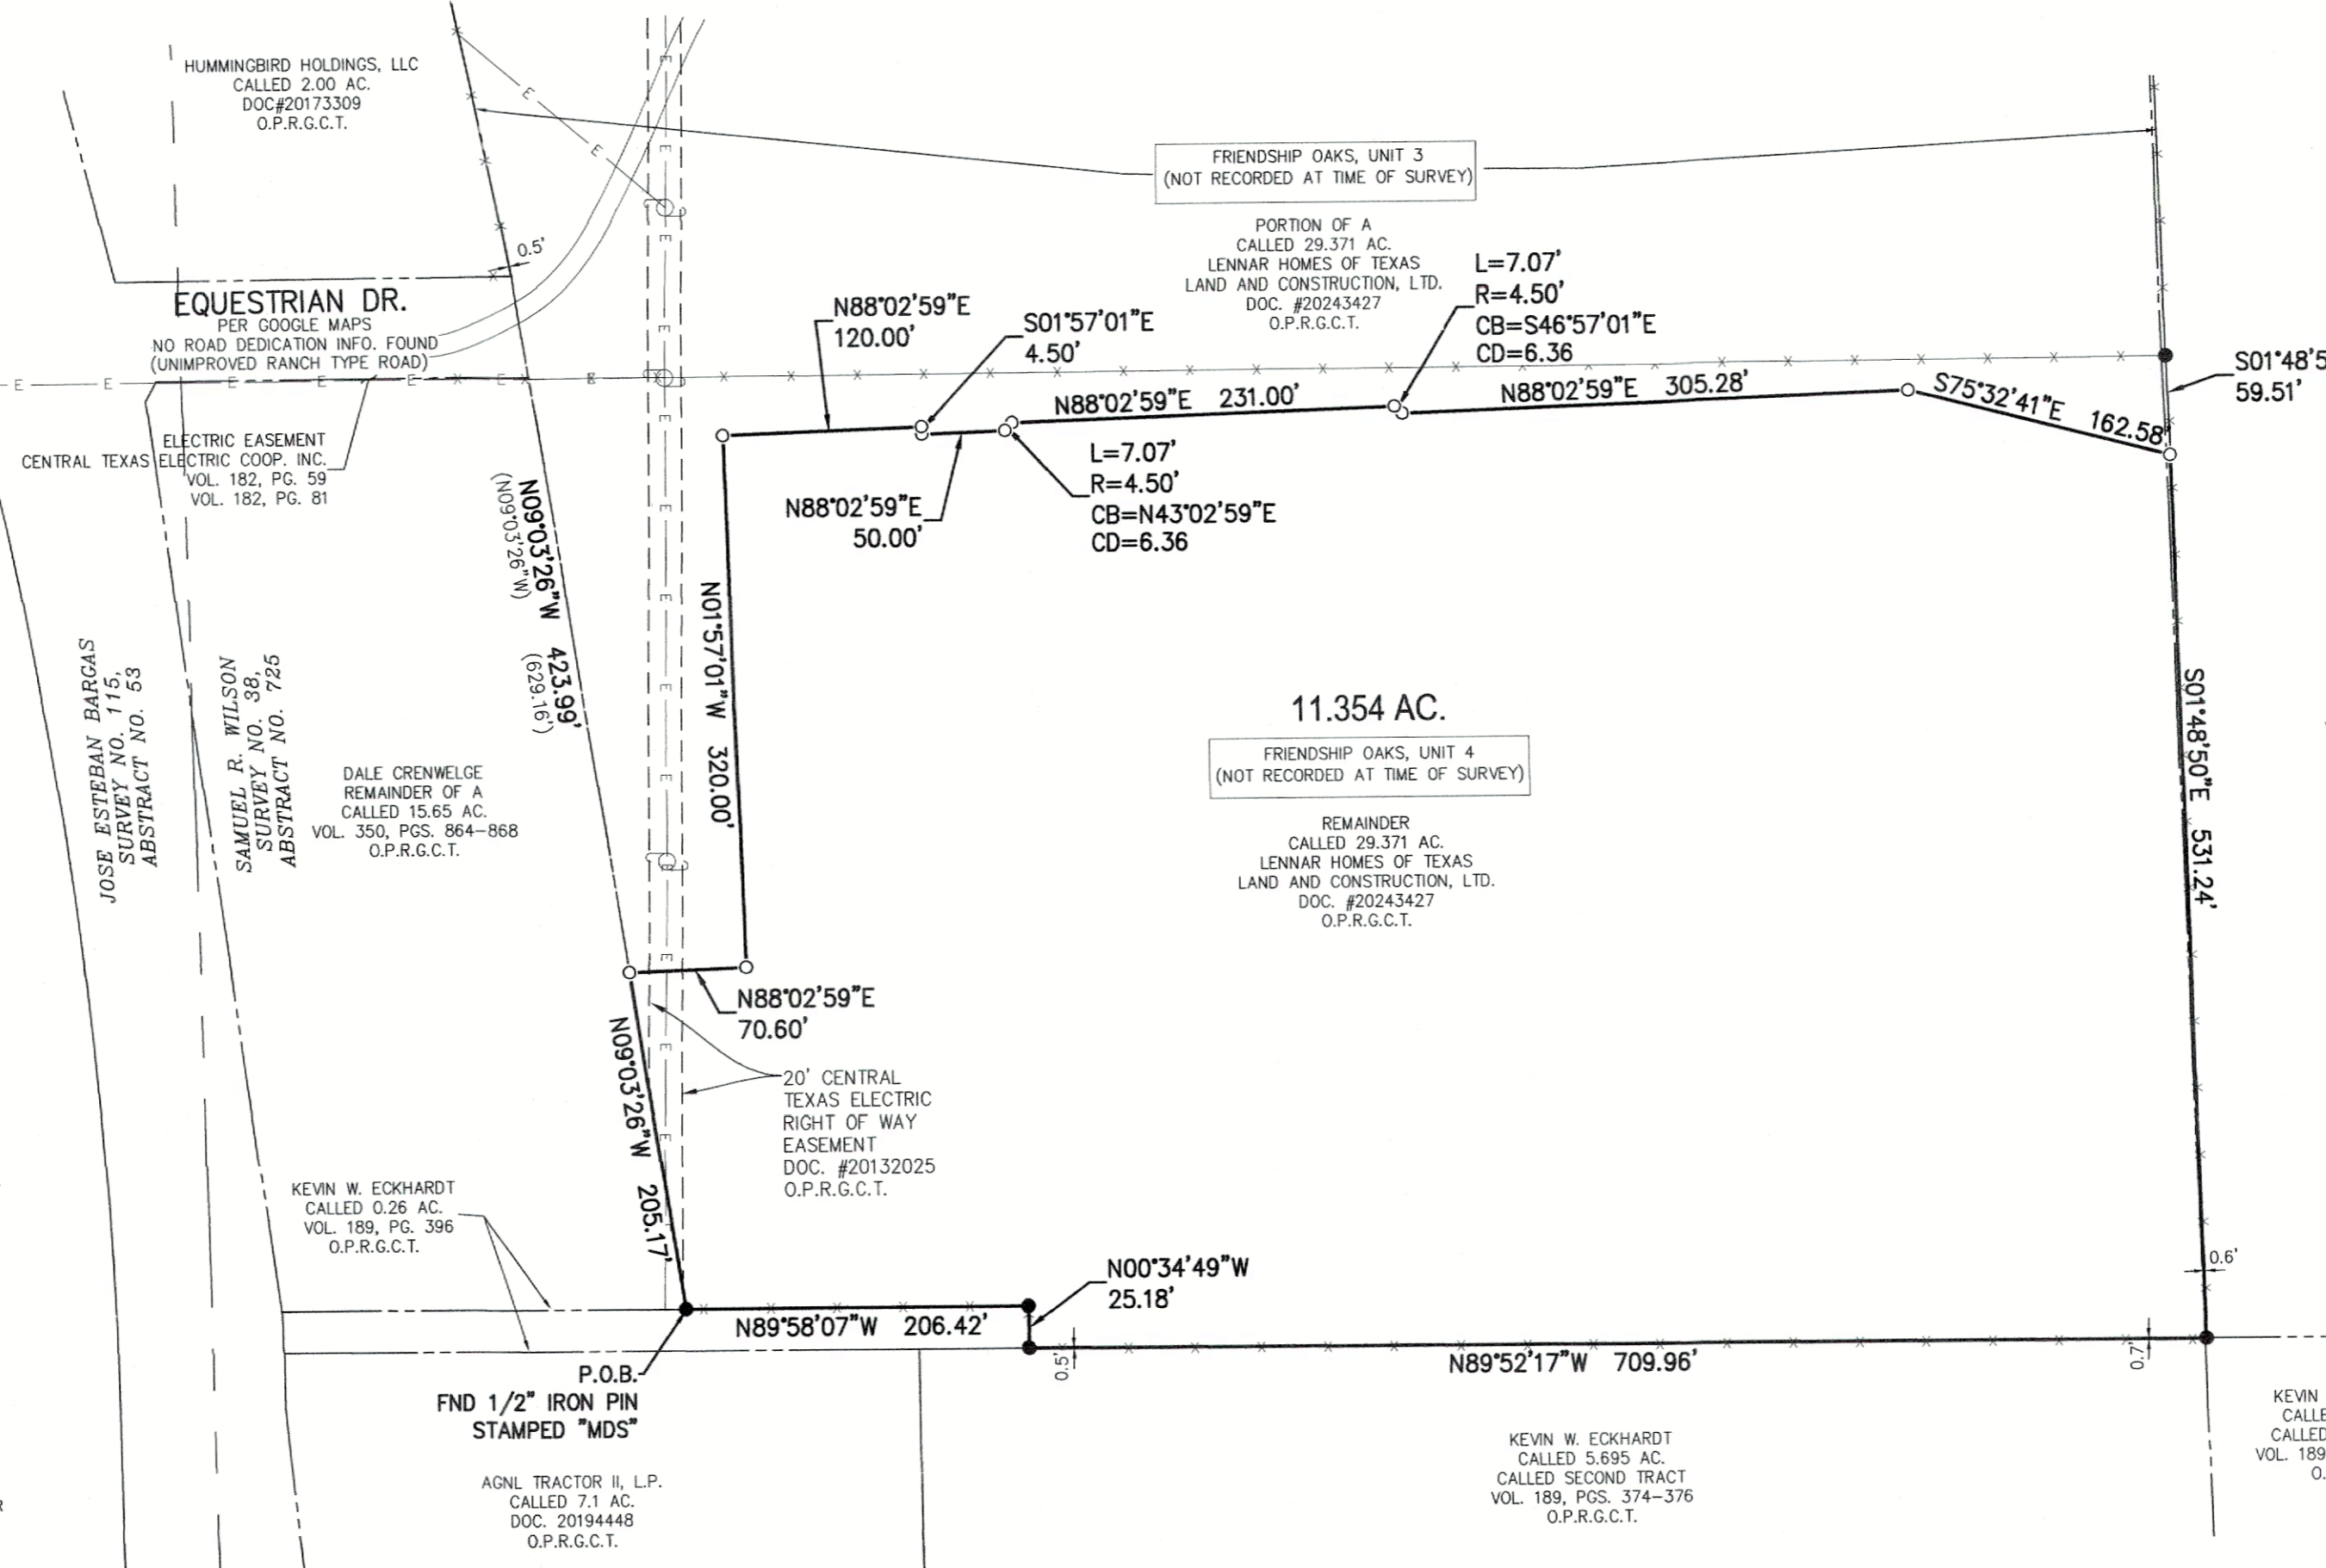 HUMMINGBIRD HOLDINGS, LLC
CALLED 2.00 AC.
DOC#20173309
O.P.R.G.C.T.
FRIENDSHIP OAKS, UNIT 3
(NOT RECORDED AT TIME OF SURVEY)
PORTION OF A
CALLED 29.371 AC.
LENNAR HOMES OF TEXAS
LAND AND CONSTRUCTION, LTD.
DOC. #20243427
O.P.R.G.C.T.
0.5'
EQUESTRIAN DR.
PER GOOGLE MAPS
NO ROAD DEDICATION INFO. FOUND
(UNIMPROVED RANCH TYPE ROAD)
N88°02'59"E
120.00'
S01°57'01"E
4.50'
L=7.07'
R=4.50'
CB=S46°57'01"E
CD=6.36
S01°48'5
59.51'
N88°02'59"E 231.00'
N88°02'59"E 305.28'
S75°32'41"E 162.58'
ELECTRIC EASEMENT
CENTRAL TEXAS ELECTRIC COOP. INC.
VOL. 182, PG. 59
VOL. 182, PG. 81
N88°02'59"E
50.00'
L=7.07'
R=4.50'
CB=N43°02'59"E
CD=6.36
N09°03'26"W 423.99'
(N09°03'26"W) (629.16')
N01°57'01"W 320.00'
JOSE ESTEBAN BARGAS
SURVEY NO. 115,
ABSTRACT NO. 53
SAMUEL R. WILSON
SURVEY NO. 38,
ABSTRACT NO. 725
DALE CRENWELGE
REMAINDER OF A
CALLED 15.65 AC.
VOL. 350, PGS. 864-868
O.P.R.G.C.T.
11.354 AC.
FRIENDSHIP OAKS, UNIT 4
(NOT RECORDED AT TIME OF SURVEY)
REMAINDER
CALLED 29.371 AC.
LENNAR HOMES OF TEXAS
LAND AND CONSTRUCTION, LTD.
DOC. #20243427
O.P.R.G.C.T.
S01°48'50"E 531.24'
N88°02'59"E
70.60'
N09°03'26"W 205.17'
20' CENTRAL
TEXAS ELECTRIC
RIGHT OF WAY
EASEMENT
DOC. #20132025
O.P.R.G.C.T.
KEVIN W. ECKHARDT
CALLED 0.26 AC.
VOL. 189, PG. 396
O.P.R.G.C.T.
N00°34'49"W
25.18'
0.6'
N89°58'07"W 206.42'
0.5'
N89°52'17"W 709.96'
0.7'
P.O.B.
FND 1/2" IRON PIN
STAMPED "MDS"
AGNL TRACTOR II, L.P.
CALLED 7.1 AC.
DOC. 20194448
O.P.R.G.C.T.
KEVIN W. ECKHARDT
CALLED 5.695 AC.
CALLED SECOND TRACT
VOL. 189, PGS. 374-376
O.P.R.G.C.T.
KEVIN
CALLE
CALLED
VOL. 189
O.